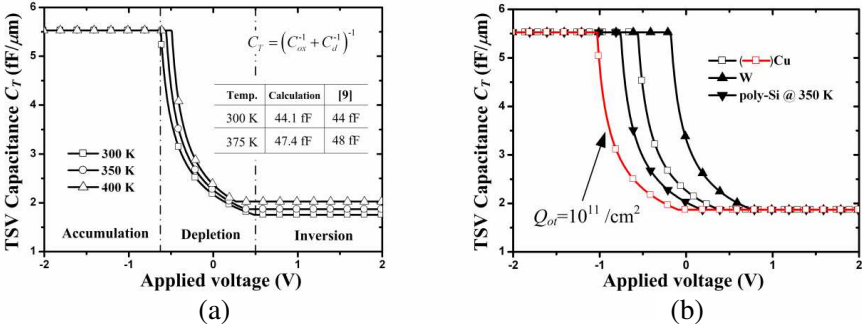 TSV Capacitance C_T (fF/μm)
6
5
4
3
2
1
C_T = (C_ox^-1 + C_d^-1)^-1
Temp. Calculation [9]
300 K 44.1 fF 44 fF
375 K 47.4 fF 48 fF
300 K
350 K
400 K
Accumulation Depletion Inversion
-2 -1 0 1 2
Applied voltage (V)
(a)
TSV Capacitance C_T (fF/μm)
6
5
4
3
2
1
( )Cu
W
poly-Si @ 350 K
Q_ot=10^11 /cm^2
-2 -1 0 1 2
Applied voltage (V)
(b)